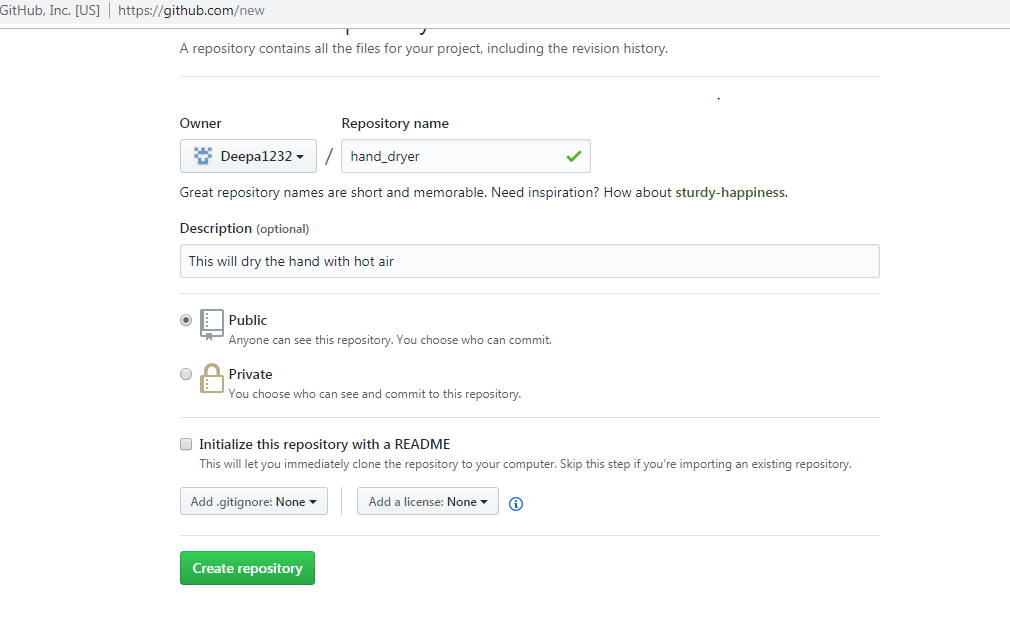 GitHub, Inc. [US] | https://github.com/new
A repository contains all the files for your project, including the revision history.
Owner Repository name
Deepa1232 / hand_dryer
Great repository names are short and memorable. Need inspiration? How about sturdy-happiness.
Description (optional)
This will dry the hand with hot air
Public
Anyone can see this repository. You choose who can commit.
Private
You choose who can see and commit to this repository.
Initialize this repository with a README
This will let you immediately clone the repository to your computer. Skip this step if you’re importing an existing repository.
Add .gitignore: None Add a license: None
Create repository